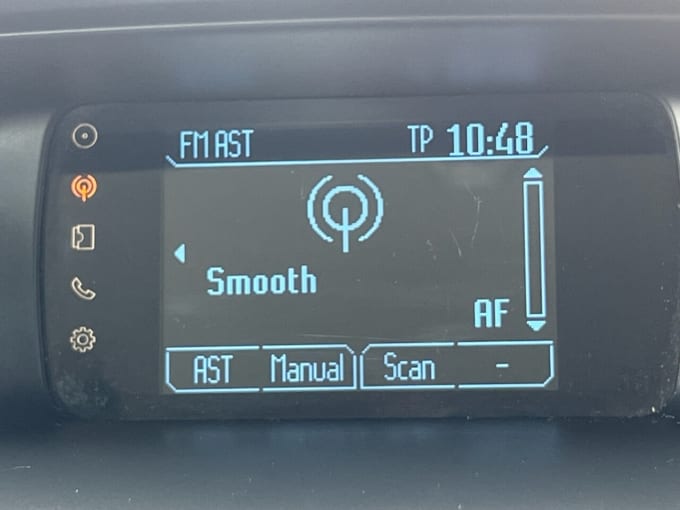 FM AST TP 10:48
Smooth
AF
AST Manual Scan -